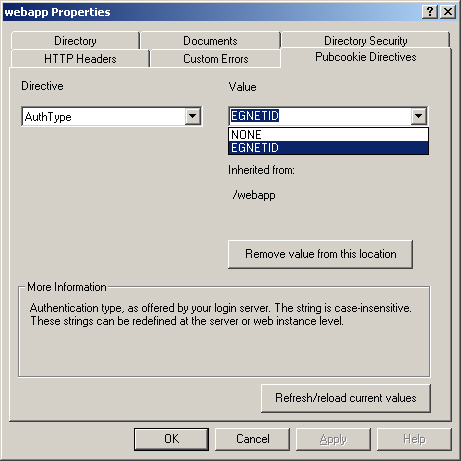 webapp Properties
Directory
Documents
Directory Security
HTTP Headers
Custom Errors
Pubcookie Directives
Directive
Value
AuthType
EGNETID
NONE
EGNETID
Inherited from:
/webapp
Remove value from this location
More Information
Authentication type, as offered by your login server. The string is case-insensitive.
These strings can be redefined at the server or web instance level.
Refresh/reload current values
OK
Cancel
Apply
Help